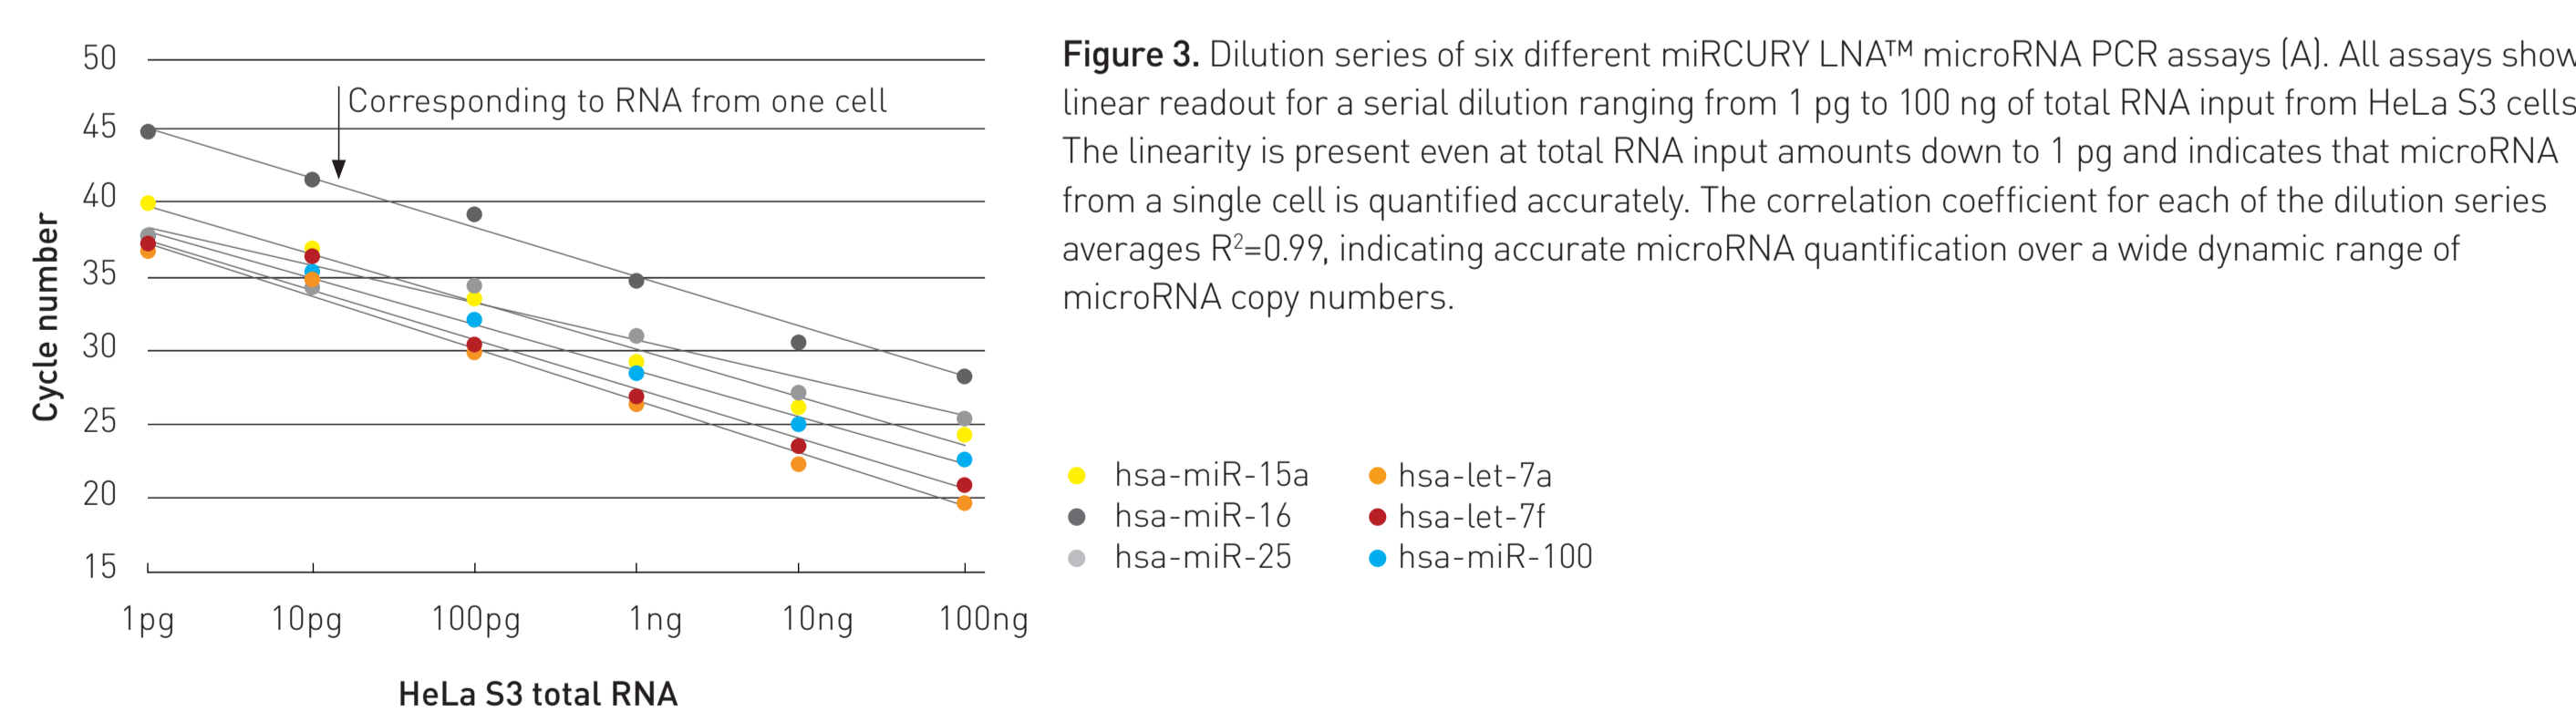 50
45
40
35
30
25
20
15
Cycle number
Corresponding to RNA from one cell
1pg 10pg 100pg 1ng 10ng 100ng
HeLa S3 total RNA
Figure 3. Dilution series of six different miRCURY LNA™ microRNA PCR assays (A). All assays show
linear readout for a serial dilution ranging from 1 pg to 100 ng of total RNA input from HeLa S3 cells
The linearity is present even at total RNA input amounts down to 1 pg and indicates that microRNA
from a single cell is quantified accurately. The correlation coefficient for each of the dilution series
averages R²=0.99, indicating accurate microRNA quantification over a wide dynamic range of
microRNA copy numbers.
hsa-miR-15a hsa-let-7a
hsa-miR-16 hsa-let-7f
hsa-miR-25 hsa-miR-100